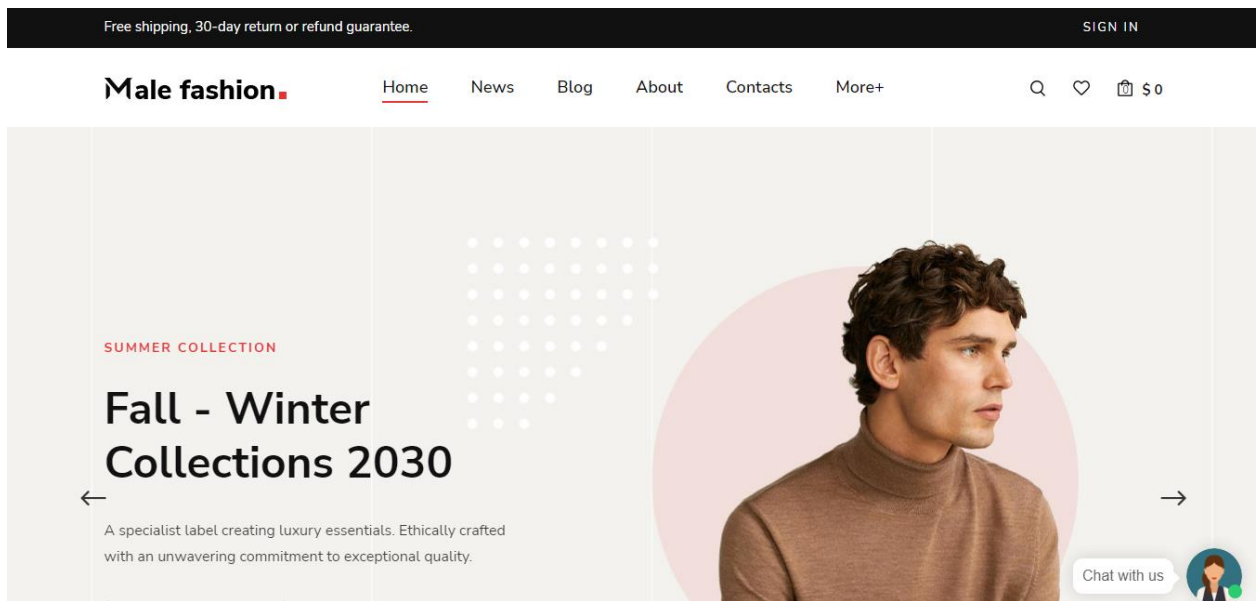 Free shipping, 30-day return or refund guarantee.
SIGN IN
Male fashion.
Home News Blog About Contacts More+
0 $ 0
SUMMER COLLECTION
Fall - Winter
Collections 2030
A specialist label creating luxury essentials. Ethically crafted
with an unwavering commitment to exceptional quality.
Chat with us